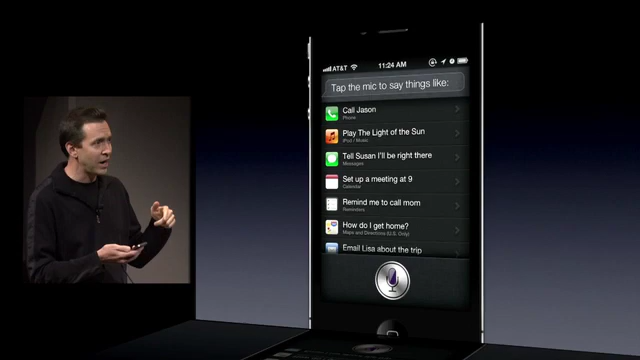 AT&T
11:24 AM
Tap the mic to say things like:
Call Jason
Phone
Play The Light of the Sun
iPod / Music
Tell Susan I'll be right there
Messages
Set up a meeting at 9
Calendar
Remind me to call mom
Reminders
How do I get home?
Maps and Directions (U.S. Only)
Email Lisa about the trip